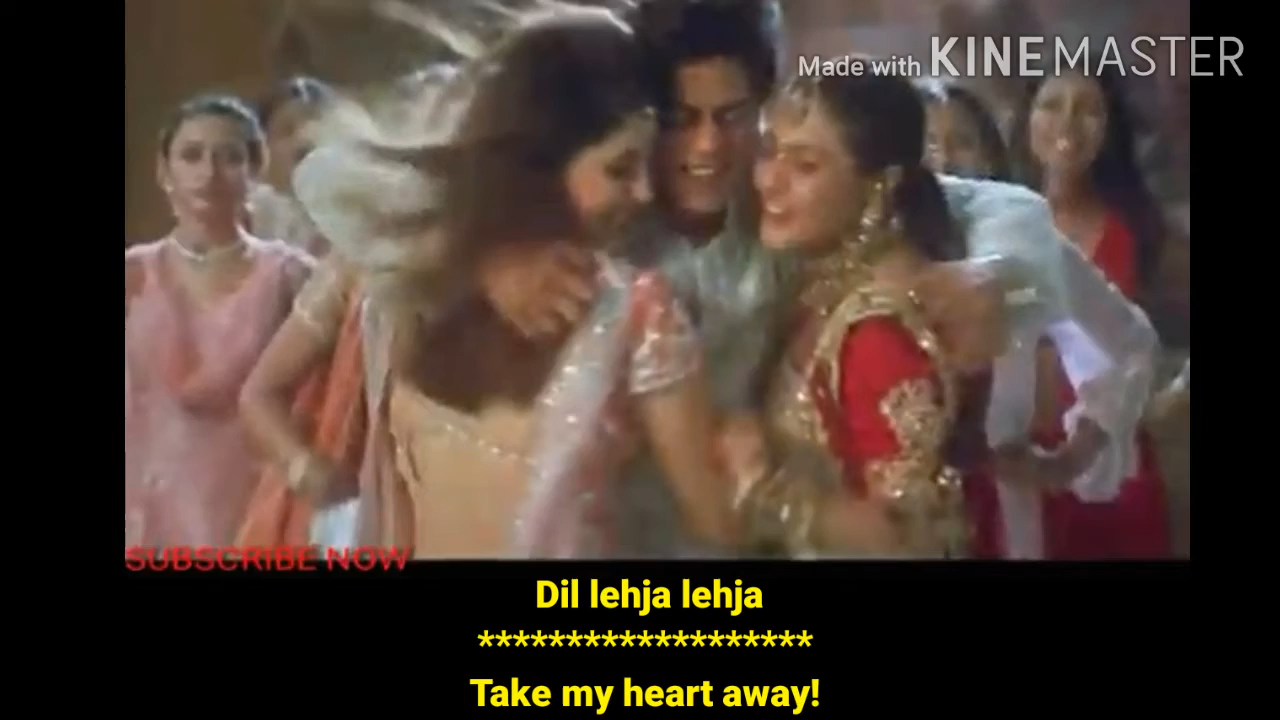 Made with KINEMASTER
SUBSCRIBE NOW
Dil lehja lehja
*******************
Take my heart away!